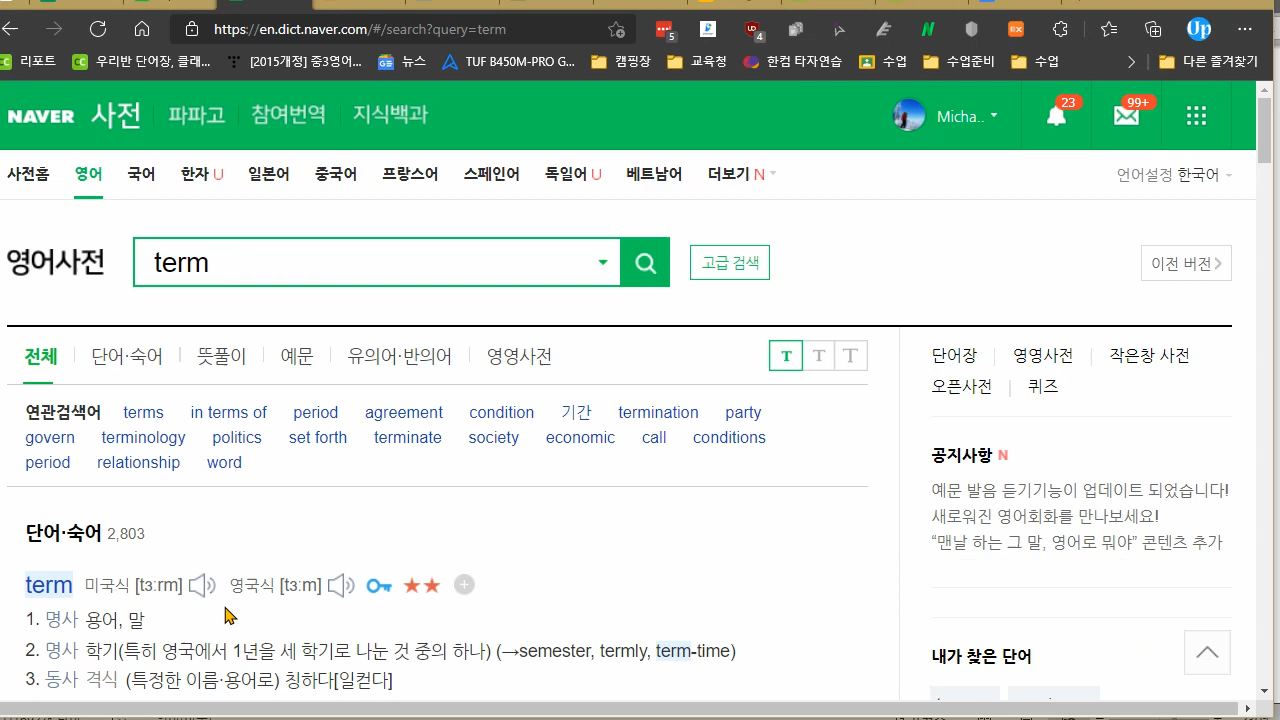 https://en.dict.naver.com/#/search?query=term
5
4
EX
Up
리포트 우리반 단어장, 클래... [2015개정] 중3영어... 뉴스 TUF B450M-PRO G... 캠핑장 교육청 한컴 타자연습 수업 수업준비 수업 다른 즐겨찾기
NAVER 사전 파파고 참여번역 지식백과 Micha.. 23 99+
사전홈 영어 국어 한자 U 일본어 중국어 프랑스어 스페인어 독일어 U 베트남어 더보기 N 언어설정 한국어
영어사전 term 고급 검색 이전 버전
전체 단어·숙어 뜻풀이 예문 유의어·반의어 영영사전 T T T
단어장 영영사전 작은창 사전
오픈사전 퀴즈
연관검색어 terms in terms of period agreement condition 기간 termination party
govern terminology politics set forth terminate society economic call conditions
period relationship word
공지사항 N
예문 발음 듣기기능이 업데이트 되었습니다!
새로워진 영어회화를 만나보세요!
“맨날 하는 그 말, 영어로 뭐야” 콘텐츠 추가
단어·숙어 2,803
term 미국식 [tɜːrm] 영국식 [tɜːm]
1. 명사 용어, 말
2. 명사 학기(특히 영국에서 1년을 세 학기로 나눈 것 중의 하나) (→semester, termly, term-time)
3. 동사 격식 (특정한 이름·용어로) 칭하다[일컫다]
내가 찾은 단어